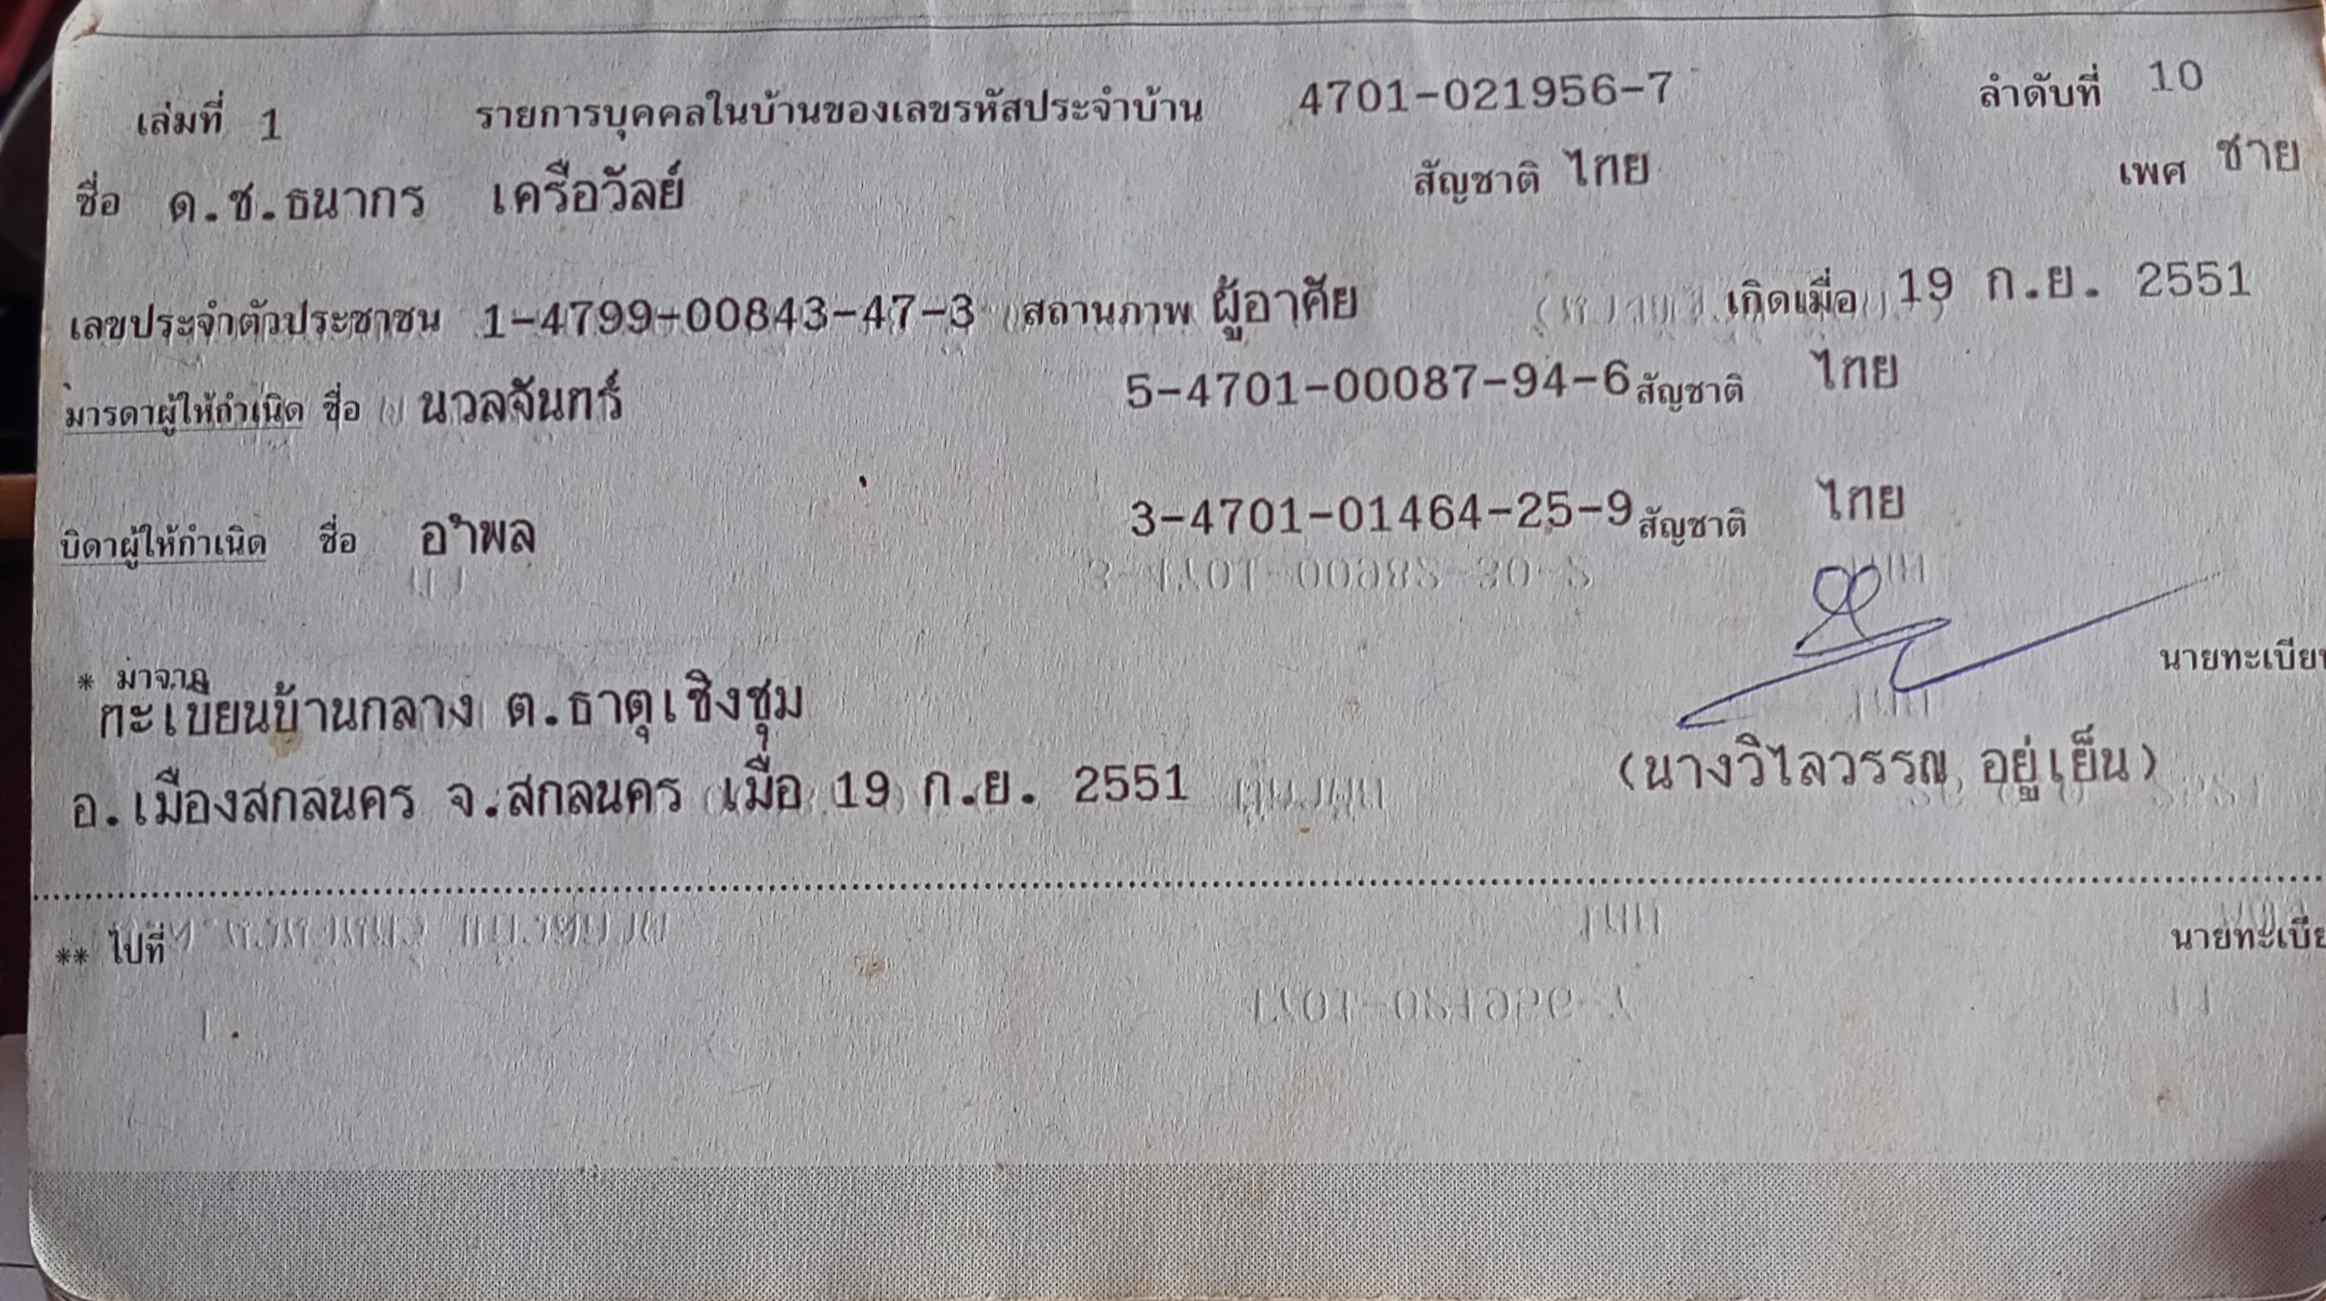 เล่มที่ 1 รายการบุคคลในบ้านของเลขรหัสประจำบ้าน 4701-021956-7 ลำดับที่ 10
ชื่อ ด.ช.ธนากร เครือวัลย์ สัญชาติ ไทย เพศ ชาย
เลขประจำตัวประชาชน 1-4799-00843-47-3 สถานภาพ ผู้อาศัย เกิดเมื่อ 19 ก.ย. 2551
มารดาผู้ให้กำเนิด ชื่อ นวลจันทร์ 5-4701-00087-94-6 สัญชาติ ไทย
บิดาผู้ให้กำเนิด ชื่อ อำพล 3-4701-01464-25-9 สัญชาติ ไทย
* มาจาก
ทะเบียนบ้านกลาง ต.ธาตุเชิงชุม
นายทะเบียน
อ.เมืองสกลนคร จ.สกลนคร เมื่อ 19 ก.ย. 2551 (นางวิไลวรรณ อยู่เย็น)
** ไปที่ นายทะเบีย